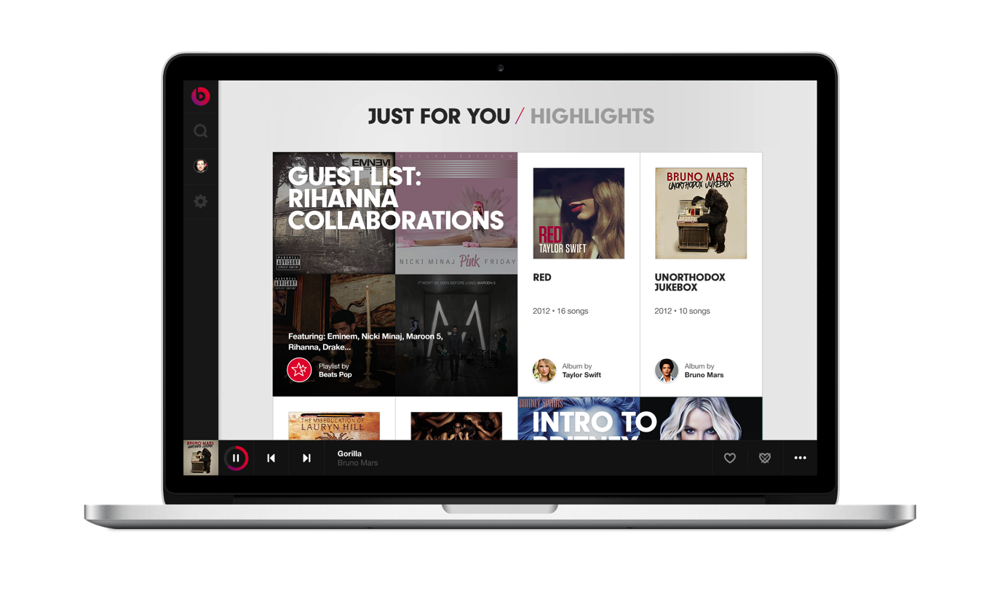 JUST FOR YOU / HIGHLIGHTS
EMINEM
DELUXE EDITION
GUEST LIST:
RIHANNA
COLLABORATIONS
PARENTAL
ADVISORY
EXPLICIT CONTENT
NICKI MINAJ Pink FRIDAY
PARENTAL
ADVISORY
EXPLICIT CONTENT
IT WON'T BE SOON BEFORE LONG. MAROON 5
Featuring: Eminem, Nicki Minaj, Maroon 5,
Rihanna, Drake...
Playlist by
Beats Pop
RED
TAYLOR SWIFT
RED
2012 • 16 songs
Album by
Taylor Swift
BRUNO MARS
UNORTHODOX JUKEBOX
UNORTHODOX
JUKEBOX
2012 • 10 songs
Album by
Bruno Mars
THE MISEDUCATION OF
LAURYN HILL
BRITNEY SPEARS
INTRO TO
BRITNEY
BRUNO MARS
Gorilla
Bruno Mars